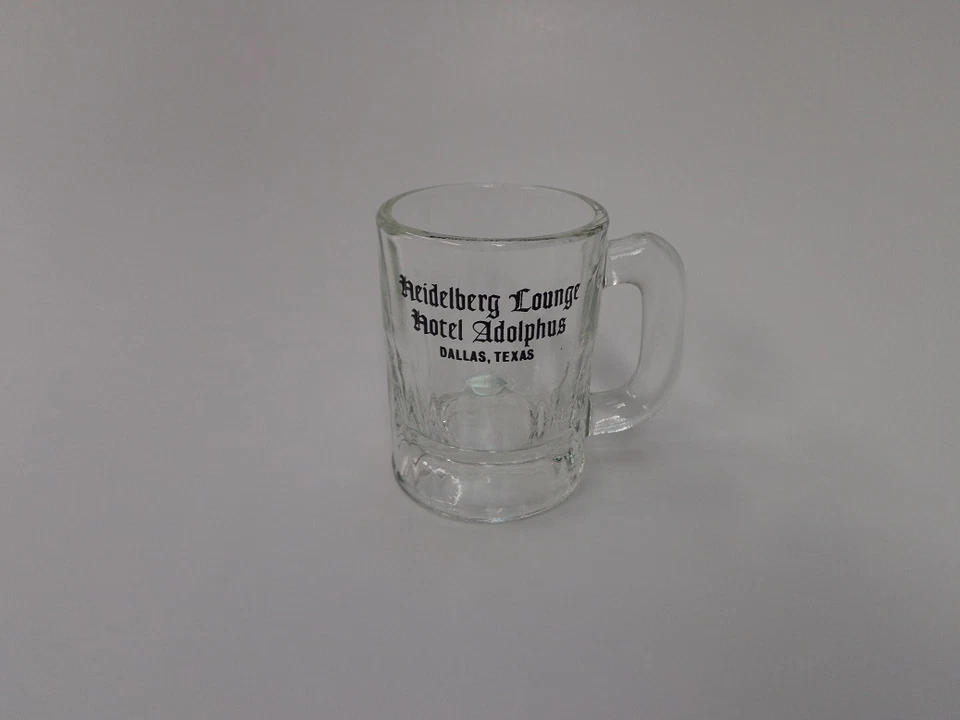 Heidelberg Lounge
Hotel Adolphus
DALLAS, TEXAS